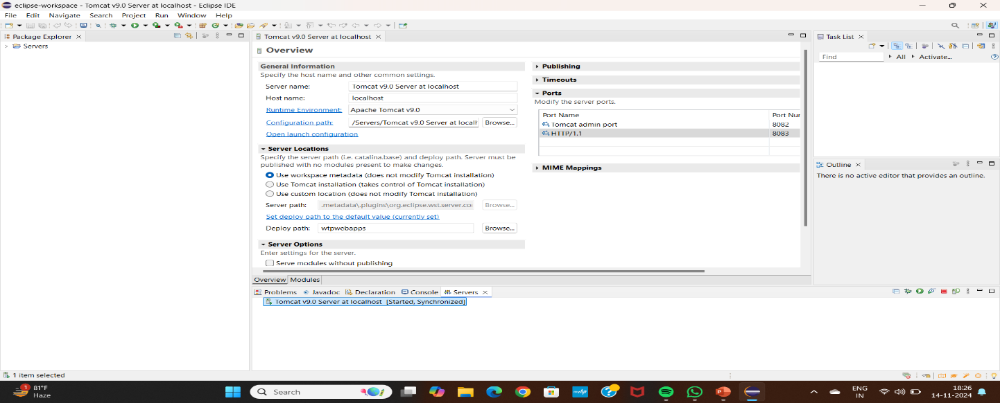 eclipse-workspace - Tomcat v9.0 Server at localhost - Eclipse IDE
File Edit Navigate Search Project Run Window Help
Package Explorer
Servers
Tomcat v9.0 Server at localhost
Overview
General Information
Specify the host name and other common settings.
Server name: Tomcat v9.0 Server at localhost
Host name: localhost
Runtime Environment: Apache Tomcat v9.0
Configuration path: /Servers/Tomcat v9.0 Server at local Browse...
Open launch configuration
Server Locations
Specify the server path (i.e. catalina.base) and deploy path. Server must be
published with no modules present to make changes.
Use workspace metadata (does not modify Tomcat installation)
Use Tomcat installation (takes control of Tomcat installation)
Use custom location (does not modify Tomcat installation)
Server path: .metadata\.plugins\org.eclipse.wst.server.co Browse...
Set deploy path to the default value (currently set)
Deploy path: wtpwebapps Browse...
Server Options
Enter settings for the server.
Serve modules without publishing
Publishing
Timeouts
Ports
Modify the server ports.
Port Name Port Nur
Tomcat admin port 8082
HTTP/1.1 8083
MIME Mappings
Overview Modules
Task List
Find All Activate...
Outline
There is no active editor that provides an outline.
Problems Javadoc Declaration Console Servers
Tomcat v9.0 Server at localhost [Started, Synchronized]
1 item selected
1
81°F
Haze
Search
myhp
ENG
IN
18:26
14-11-2024